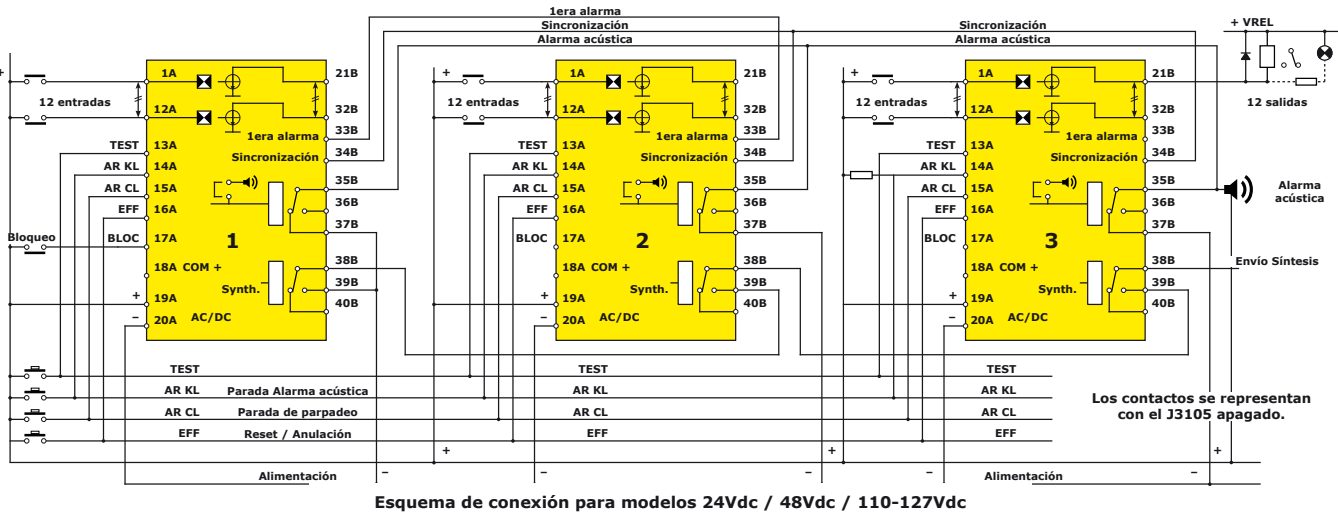 1era alarma
Sincronización
Alarma acústica
Sincronización
Alarma acústica
+ VREL
+
12 entradas
1A
12A
13A
14A
15A
16A
17A
18A COM +
19A
20A AC/DC
TEST
AR KL
AR CL
EFF
BLOC
Bloqueo
+
–
1era alarma
Sincronización
1
Synth.
21B
32B
33B
34B
35B
36B
37B
38B
39B
40B
+
12 entradas
1A
12A
13A
14A
15A
16A
17A
18A COM +
19A
20A AC/DC
TEST
AR KL
AR CL
EFF
BLOC
+
–
1era alarma
Sincronización
2
Synth.
21B
32B
33B
34B
35B
36B
37B
38B
39B
40B
+
12 entradas
1A
12A
13A
14A
15A
16A
17A
18A COM +
19A
20A AC/DC
TEST
AR KL
AR CL
EFF
BLOC
+
–
1era alarma
Sincronización
3
Synth.
21B
32B
33B
34B
35B
36B
37B
38B
39B
40B
12 salidas
Alarma
acústica
Envío Síntesis
TEST TEST TEST
AR KL Parada Alarma acústica AR KL AR KL
AR CL Parada de parpadeo AR CL AR CL
EFF Reset / Anulación EFF EFF
Los contactos se representan
con el J3105 apagado.
+ + +
Alimentación – – Alimentación – – Alimentación –
Esquema de conexión para modelos 24Vdc / 48Vdc / 110-127Vdc